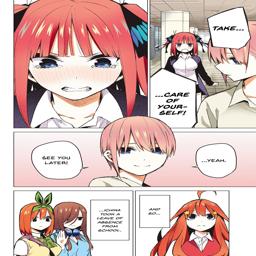 TAKE...
...CARE
OF
YOUR-
SELF!
SEE YOU
LATER!
...YEAH.
...ICHIKA
TOOK A
LEAVE OF
ABSENCE
FROM
SCHOOL.
AND
SO...